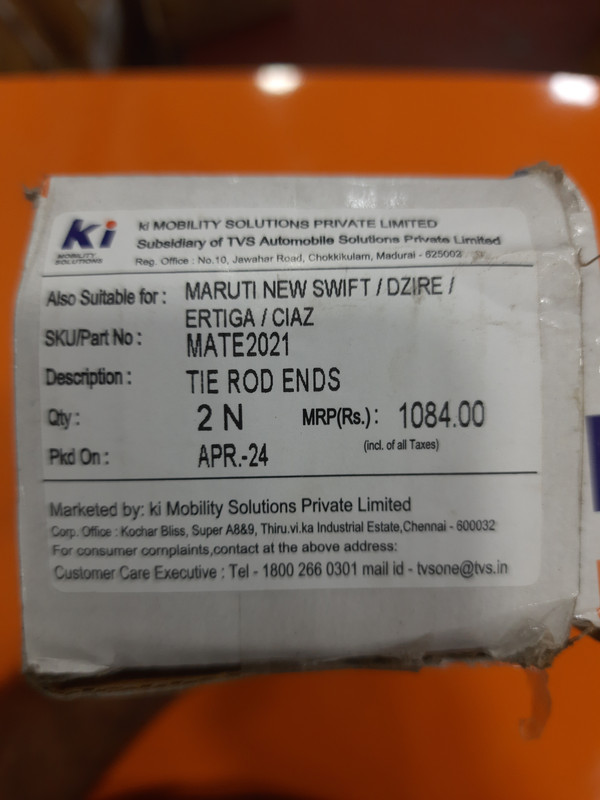 ki
MOBILITY
SOLUTIONS
ki MOBILITY SOLUTIONS PRIVATE LIMITED
Subsidiary of TVS Automobile Solutions Private Limited
Reg. Office : No.10, Jawahar Road, Chokkikulam, Madurai - 625002
Also Suitable for : MARUTI NEW SWIFT / DZIRE /
ERTIGA / CIAZ
SKU/Part No : MATE2021
Description : TIE ROD ENDS
Qty : 2 N MRP(Rs.) : 1084.00
(incl. of all Taxes)
Pkd On : APR.-24
Marketed by: ki Mobility Solutions Private Limited
Corp. Office : Kochar Bliss, Super A8&9, Thiru.vi.ka Industrial Estate,Chennai - 600032
For consumer complaints,contact at the above address:
Customer Care Executive : Tel - 1800 266 0301 mail id - tvsone@tvs.in